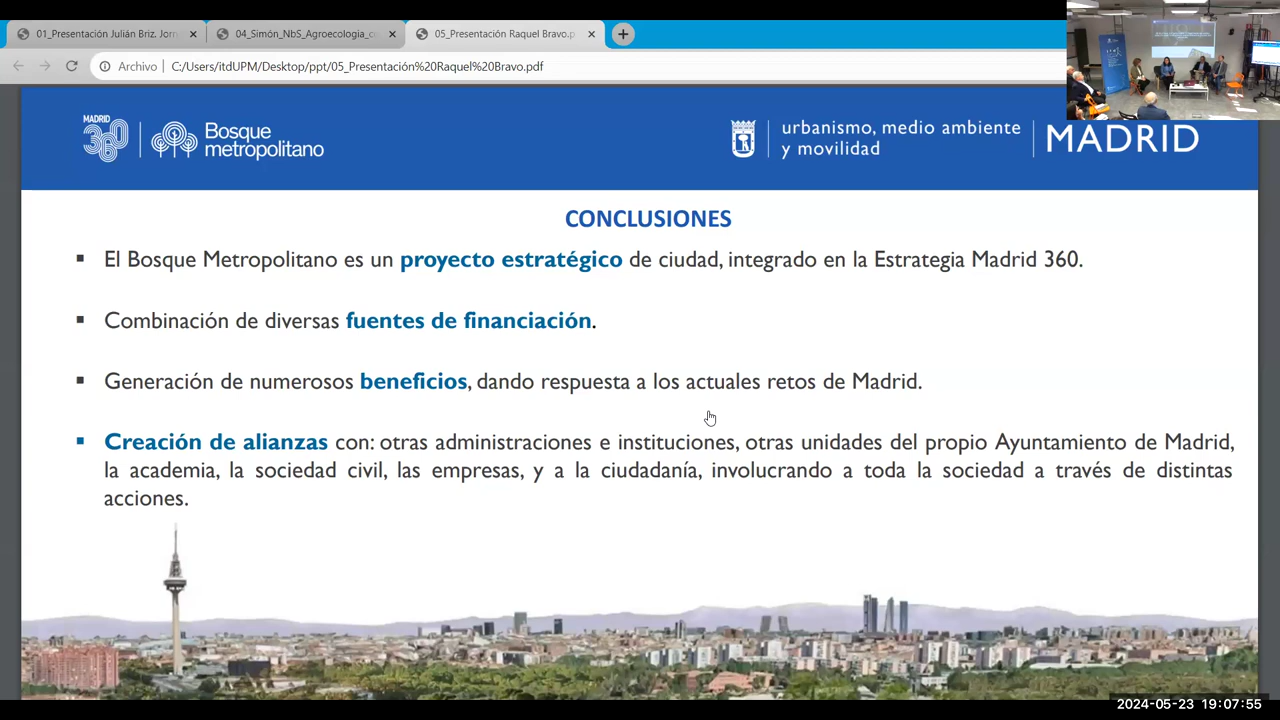 01_Presentación Julián Briz. Jorn
04_Simón_NbS_Agroecologia_c
05_Presentación Raquel Bravo.p
Archivo
C:/Users/itdUPM/Desktop/ppt/05_Presentación%20Raquel%20Bravo.pdf
MADRID
360
Bosque
metropolitano
urbanismo, medio ambiente
y movilidad
MADRID
CONCLUSIONES
▪ El Bosque Metropolitano es un proyecto estratégico de ciudad, integrado en la Estrategia Madrid 360.
▪ Combinación de diversas fuentes de financiación.
▪ Generación de numerosos beneficios, dando respuesta a los actuales retos de Madrid.
▪ Creación de alianzas con: otras administraciones e instituciones, otras unidades del propio Ayuntamiento de Madrid,
la academia, la sociedad civil, las empresas, y a la ciudadanía, involucrando a toda la sociedad a través de distintas
acciones.
2024-05-23 19:07:55